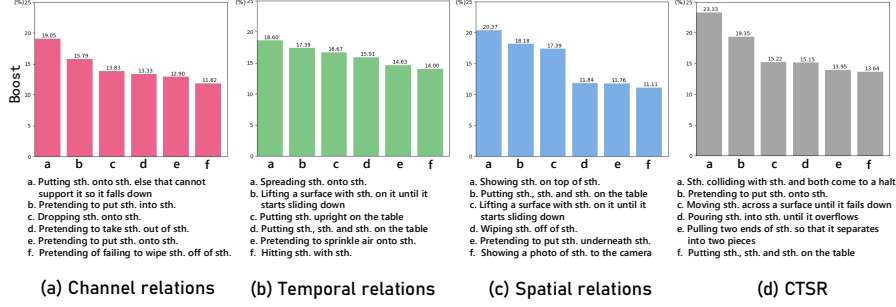 (%)25
20
15
10
5
0
Boost
19.05
15.79
13.83
13.33
12.90
11.82
a b c d e f
a. Putting sth. onto sth. else that cannot
support it so it falls down
b. Pretending to put sth. into sth.
c. Dropping sth. onto sth.
d. Pretending to take sth. out of sth.
e. Pretending to put sth. onto sth.
f. Pretending of failing to wipe sth. off of sth.
(a) Channel relations
(%)25
20
15
10
5
0
18.60
17.39
16.67
15.91
14.63
14.00
a b c d e f
a. Spreading sth. onto sth.
b. Lifting a surface with sth. on it until it
starts sliding down
c. Putting sth. upright on the table
d. Putting sth., sth. and sth. on the table
e. Pretending to sprinkle air onto sth.
f. Hitting sth. with sth.
(b) Temporal relations
(%)25
20
15
10
5
0
20.37
18.18
17.39
11.84
11.76
11.11
a b c d e f
a. Showing sth. on top of sth.
b. Putting sth., sth. and sth. on the table
c. Lifting a surface with sth. on it until it
starts sliding down
d. Wiping sth. off of sth.
e. Pretending to put sth. underneath sth.
f. Showing a photo of sth. to the camera
(c) Spatial relations
(%)25
20
15
10
5
0
23.33
19.35
15.22
15.15
13.95
13.64
a b c d e f
a. Sth. colliding with sth. and both come to a halt
b. Pretending to put sth. onto sth.
c. Moving sth. across a surface until it falls down
d. Pouring sth. into sth. until it overflows
e. Pulling two ends of sth. so that it separates
into two pieces
f. Putting sth., sth. and sth. on the table
(d) CTSR